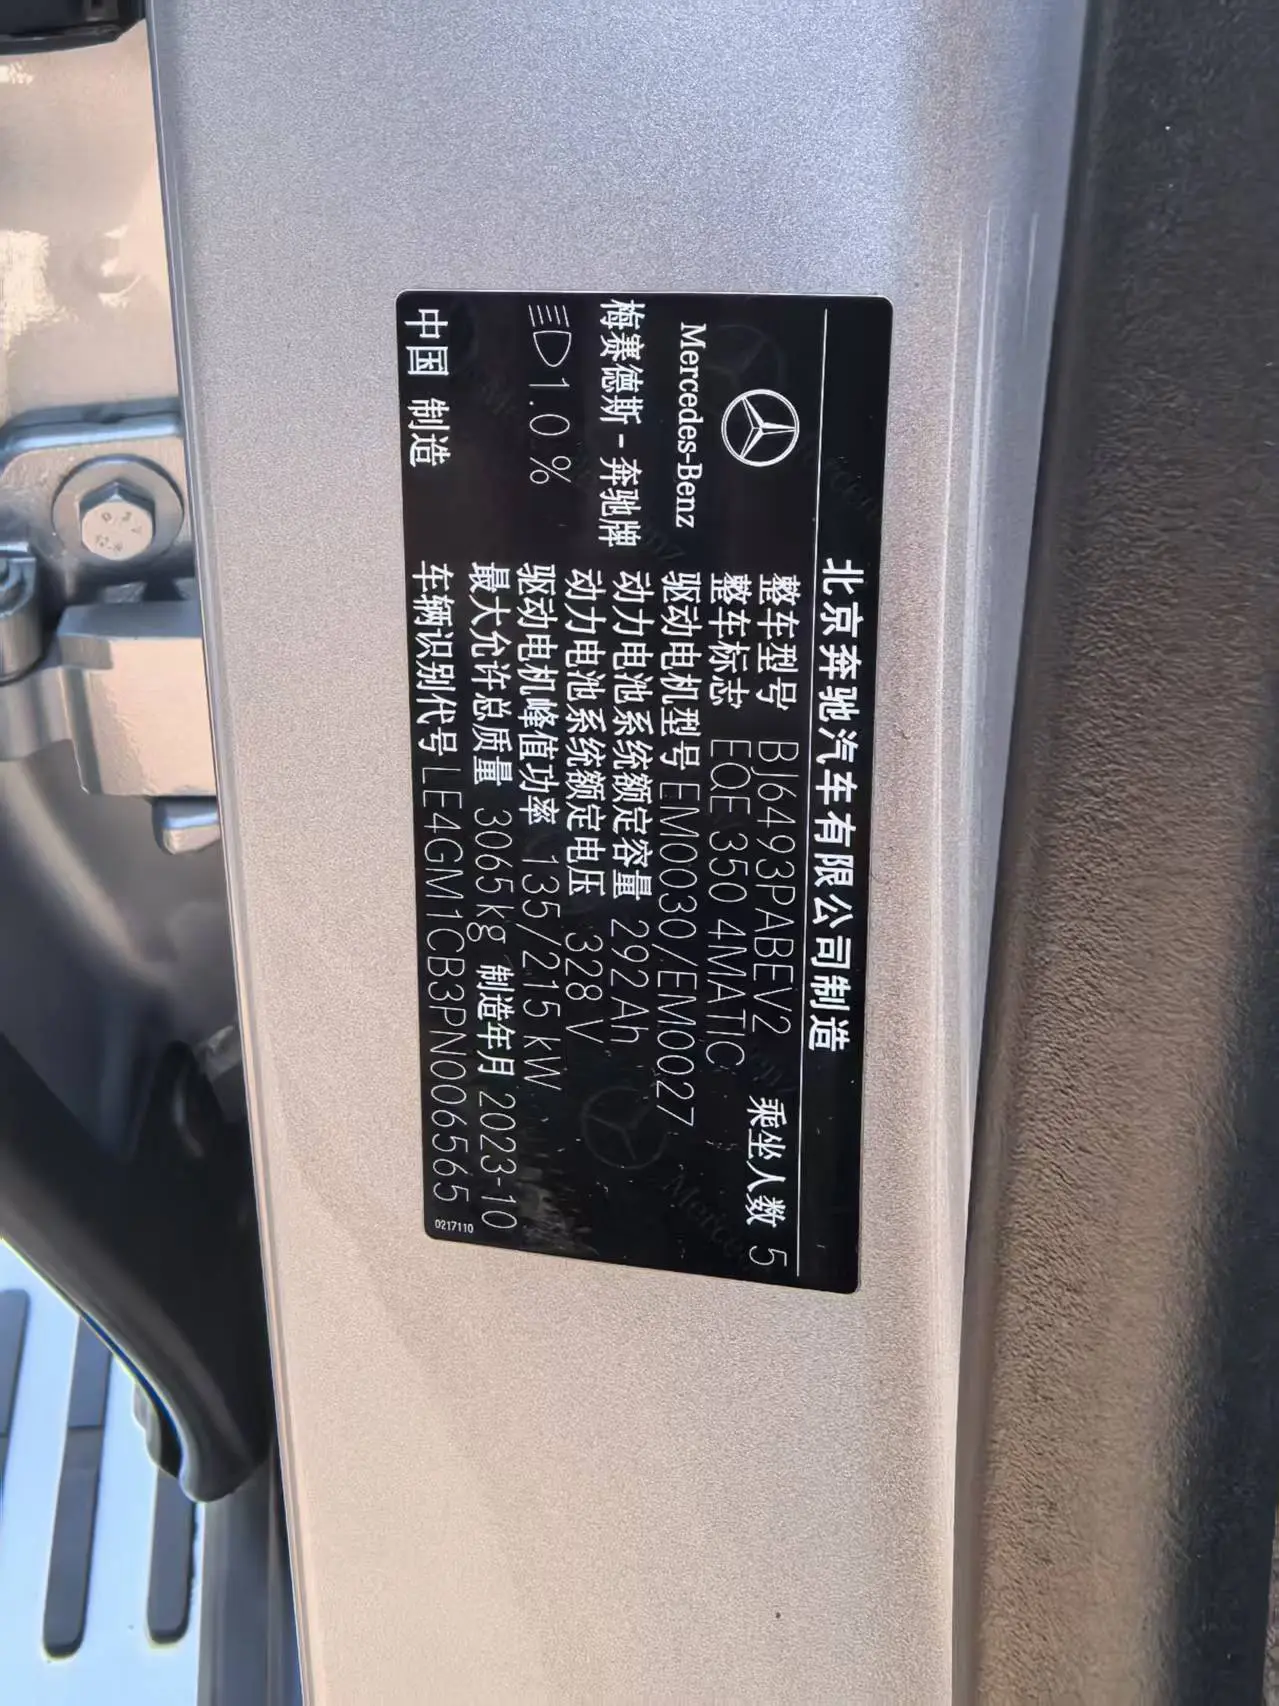 北京奔驰汽车有限公司制造
Mercedes-Benz
梅赛德斯-奔驰牌
1.0%
中国 制造
整车型号 BJ6493PABEV2 乘坐人数 5
整车标志 EQE 350 4MATIC
驱动电机型号 EM0030/EM0027
动力电池系统额定容量 292Ah
动力电池系统额定电压 328 V
驱动电机峰值功率 135/215 kW
最大允许总质量 3065kg 制造年月 2023-10
车辆识别代号 LE4GM1CB3PN006565
0217110